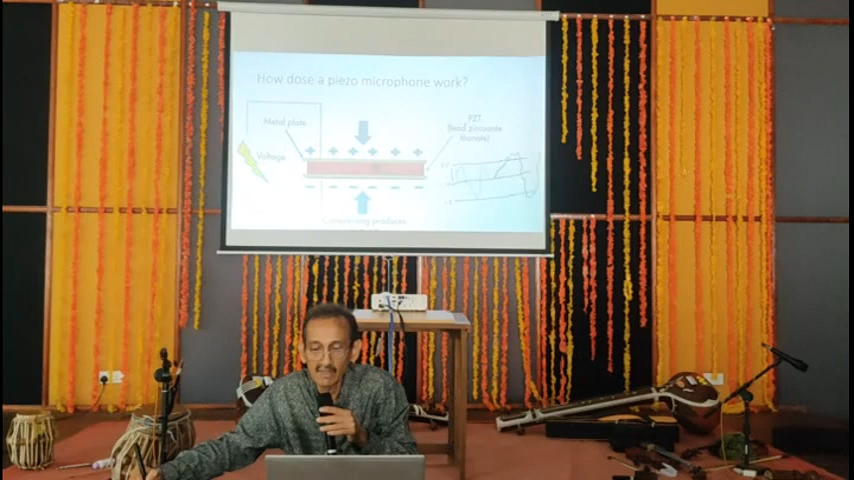 How dose a piezo microphone work?
Metal plate
PZT
(lead zirconate
titanate)
Voltage
Compressing produces